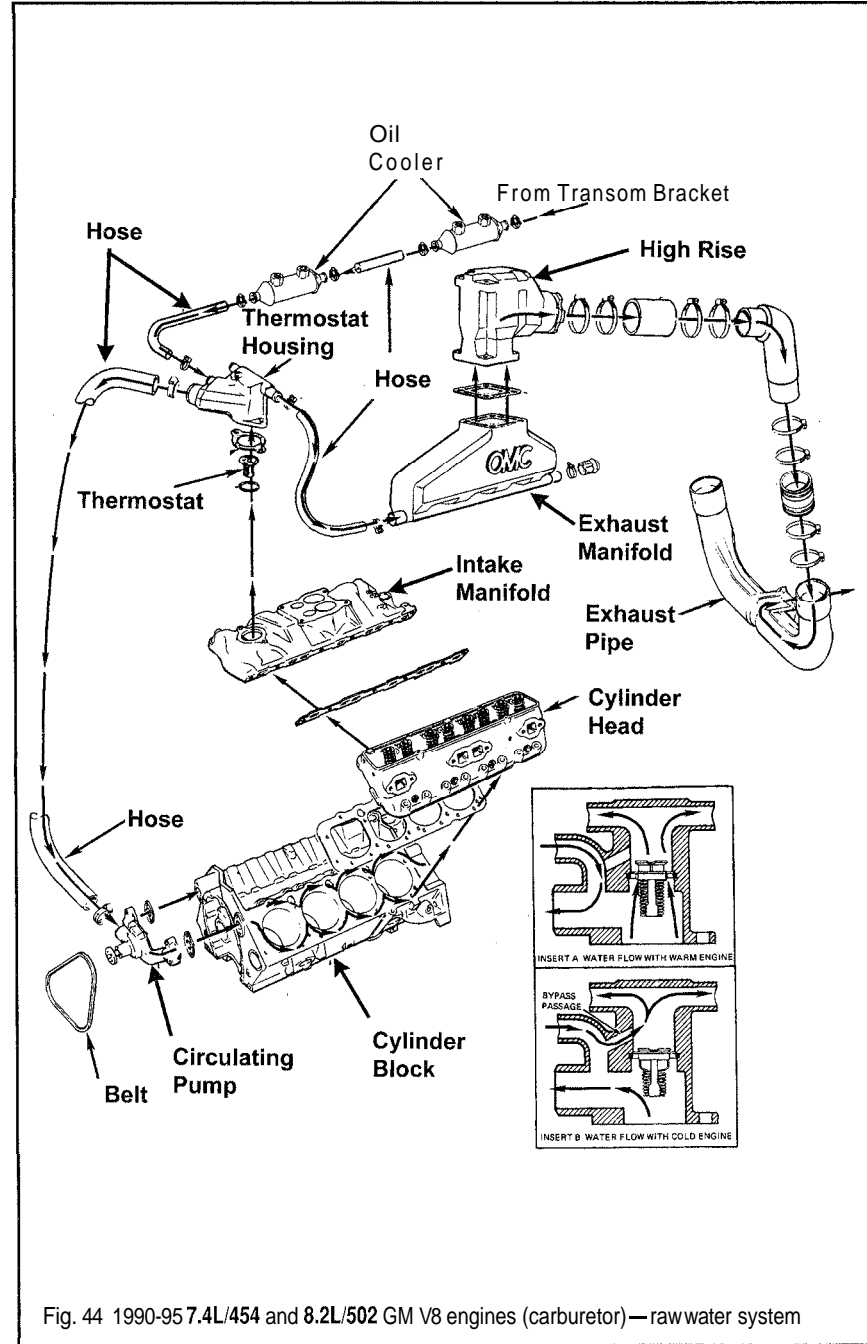 Oil
Cooler
From Transom Bracket
Hose
High Rise
Thermostat
Housing
Hose
OMC
Thermostat
Exhaust
Manifold
Intake
Manifold
Exhaust
Pipe
Cylinder
Head
Hose
INSERT A WATER FLOW WITH WARM ENGINE
BYPASS
PASSAGE
Cylinder
Block
Circulating
Pump
Belt
INSERT B WATER FLOW WITH COLD ENGINE
Fig. 44 1990-95 7.4L/454 and 8.2L/502 GM V8 engines (carburetor)—raw water system